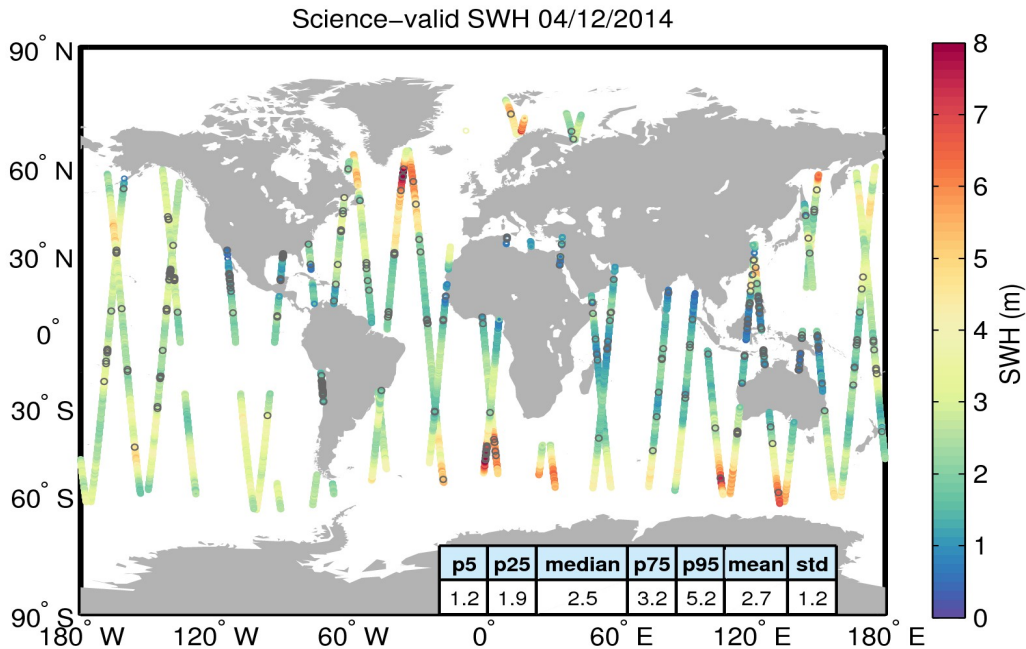 Science−valid SWH 04/12/2014
90° N
60° N
30° N
0°
30° S
60° S
90° S
180° W
120° W
60° W
0°
60° E
120° E
180° E
p5 p25 median p75 p95 mean std
1.2 1.9 2.5 3.2 5.2 2.7 1.2
8
7
6
5
4
3
2
1
0
SWH (m)